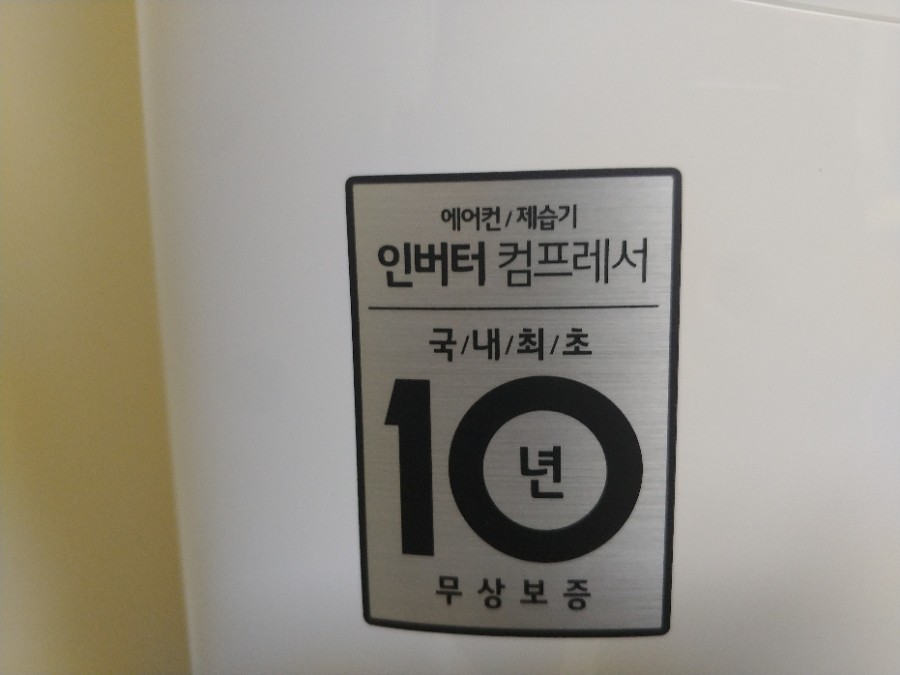 에어컨/제습기
인버터 컴프레서
국/내/최/초
10년
무상보증